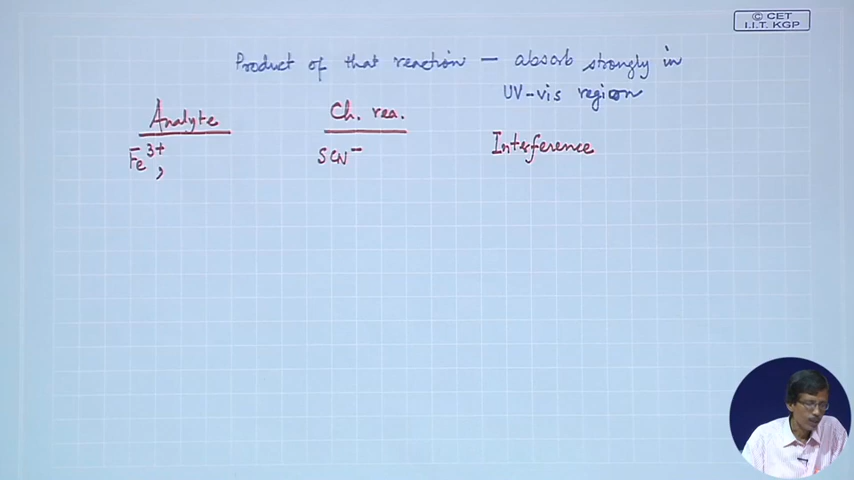 © CET
I.I.T. KGP
Product of that reaction — absorb strongly in
UV-vis region
Analyte Ch. rea.
Fe³⁺, SCN⁻ Interference